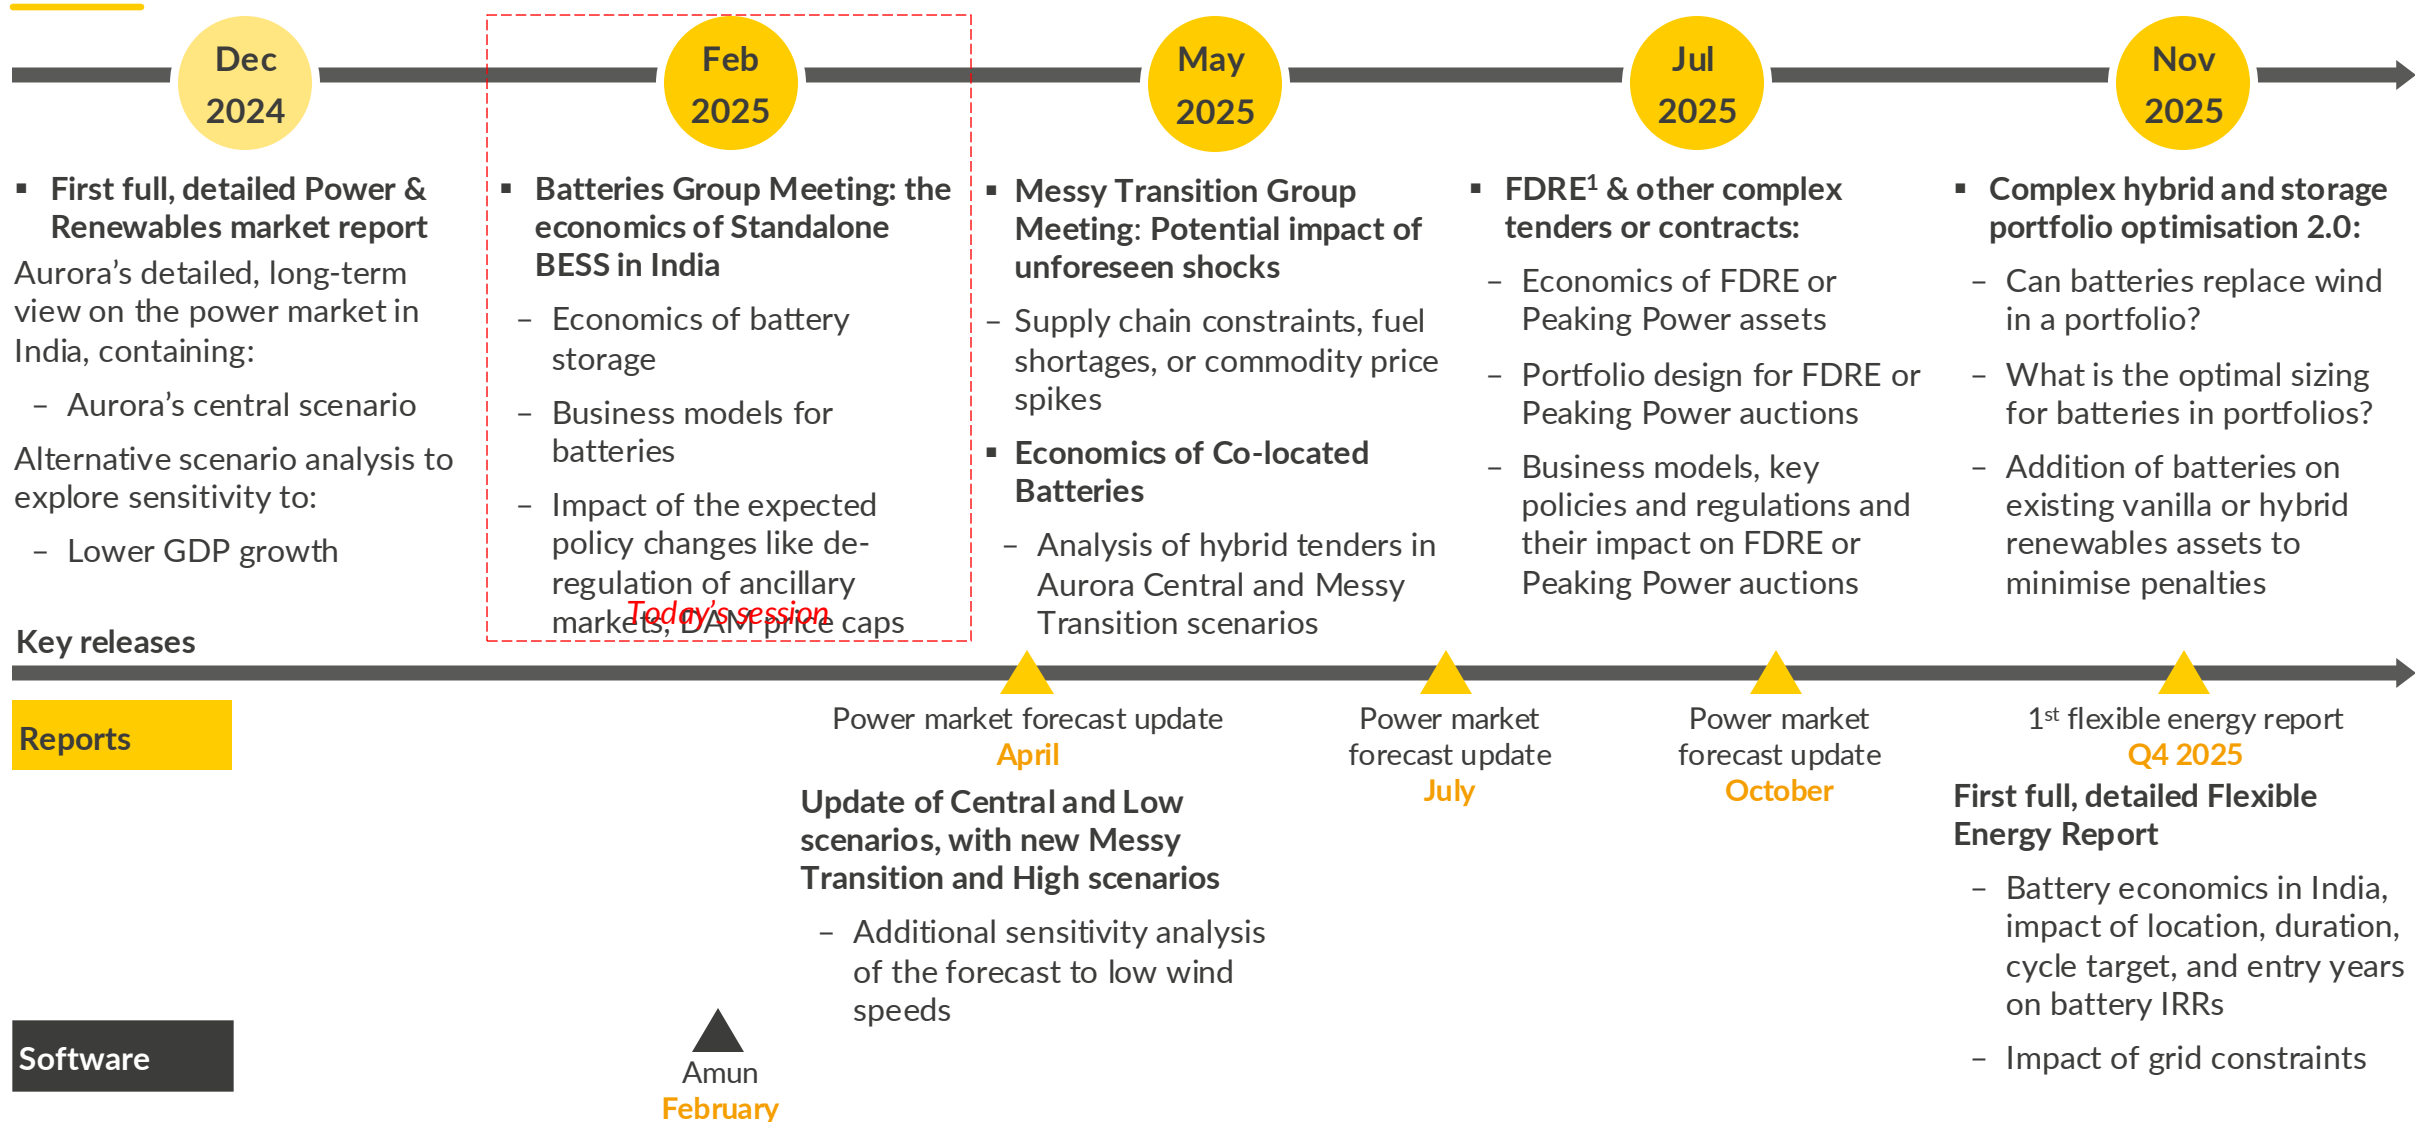 Dec
2024
Feb
2025
May
2025
Jul
2025
Nov
2025
▪ First full, detailed Power &
Renewables market report
Aurora's detailed, long-term
view on the power market in
India, containing:
– Aurora's central scenario
Alternative scenario analysis to
explore sensitivity to:
– Lower GDP growth
▪ Batteries Group Meeting: the
economics of Standalone
BESS in India
– Economics of battery
storage
– Business models for
batteries
– Impact of the expected
policy changes like de-
regulation of ancillary
markets, DAM price caps
Today's session
▪ Messy Transition Group
Meeting: Potential impact of
unforeseen shocks
– Supply chain constraints, fuel
shortages, or commodity price
spikes
▪ Economics of Co-located
Batteries
– Analysis of hybrid tenders in
Aurora Central and Messy
Transition scenarios
▪ FDRE¹ & other complex
tenders or contracts:
– Economics of FDRE or
Peaking Power assets
– Portfolio design for FDRE or
Peaking Power auctions
– Business models, key
policies and regulations and
their impact on FDRE or
Peaking Power auctions
▪ Complex hybrid and storage
portfolio optimisation 2.0:
– Can batteries replace wind
in a portfolio?
– What is the optimal sizing
for batteries in portfolios?
– Addition of batteries on
existing vanilla or hybrid
renewables assets to
minimise penalties
Key releases
Reports
Power market forecast update
April
Update of Central and Low
scenarios, with new Messy
Transition and High scenarios
– Additional sensitivity analysis
of the forecast to low wind
speeds
Power market
forecast update
July
Power market
forecast update
October
1st flexible energy report
Q4 2025
First full, detailed Flexible
Energy Report
– Battery economics in India,
impact of location, duration,
cycle target, and entry years
on battery IRRs
– Impact of grid constraints
Software
Amun
February